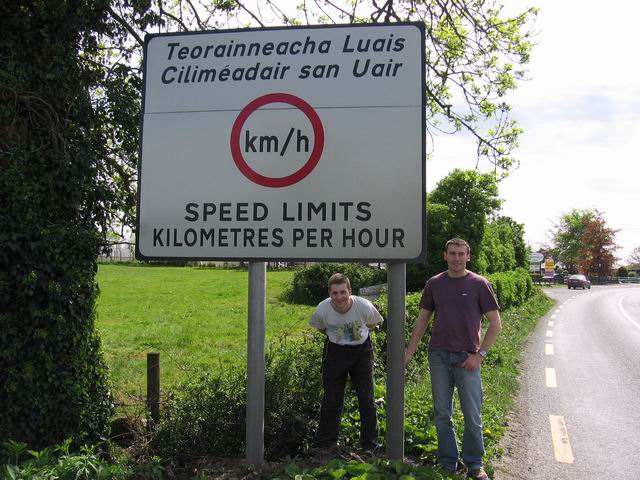 Teorainneacha Luais
Ciliméadair san Uair
km/h
SPEED LIMITS
KILOMETRES PER HOUR